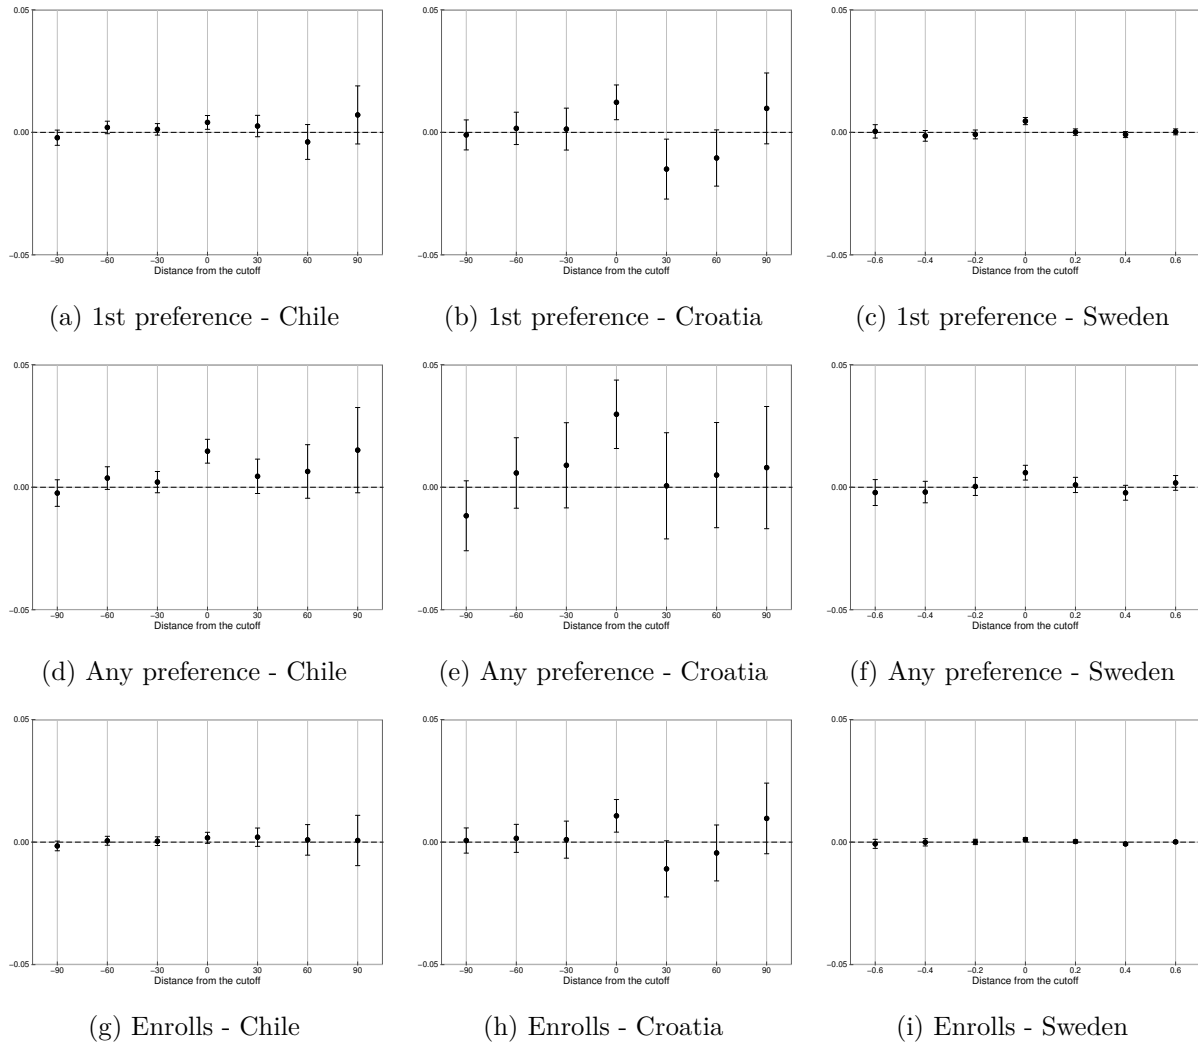 0.05
0.00
−0.05
−90 −60 −30 0 30 60 90
Distance from the cutoff
(a) 1st preference - Chile
0.05
0.00
−0.05
−90 −60 −30 0 30 60 90
Distance from the cutoff
(b) 1st preference - Croatia
0.05
0.00
−0.05
−0.6 −0.4 −0.2 0 0.2 0.4 0.6
Distance from the cutoff
(c) 1st preference - Sweden
0.05
0.00
−0.05
−90 −60 −30 0 30 60 90
Distance from the cutoff
(d) Any preference - Chile
0.05
0.00
−0.05
−90 −60 −30 0 30 60 90
Distance from the cutoff
(e) Any preference - Croatia
0.05
0.00
−0.05
−0.6 −0.4 −0.2 0 0.2 0.4 0.6
Distance from the cutoff
(f) Any preference - Sweden
0.05
0.00
−0.05
−90 −60 −30 0 30 60 90
Distance from the cutoff
(g) Enrolls - Chile
0.05
0.00
−0.05
−90 −60 −30 0 30 60 90
Distance from the cutoff
(h) Enrolls - Croatia
0.05
0.00
−0.05
−0.6 −0.4 −0.2 0 0.2 0.4 0.6
Distance from the cutoff
(i) Enrolls - Sweden